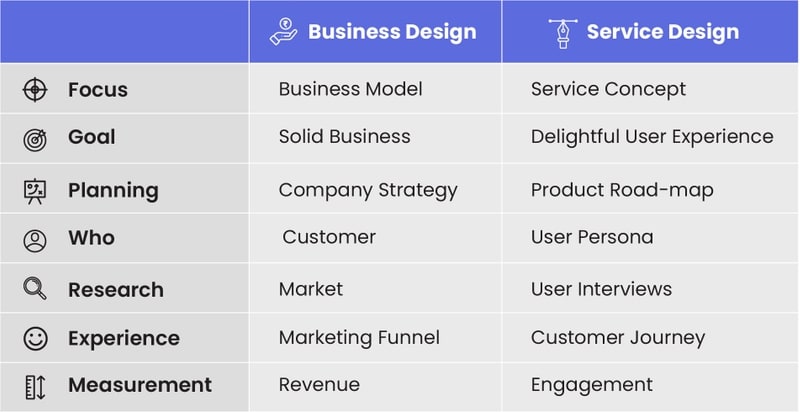 Business Design Service Design
Focus Business Model Service Concept
Goal Solid Business Delightful User Experience
Planning Company Strategy Product Road-map
Who Customer User Persona
Research Market User Interviews
Experience Marketing Funnel Customer Journey
Measurement Revenue Engagement